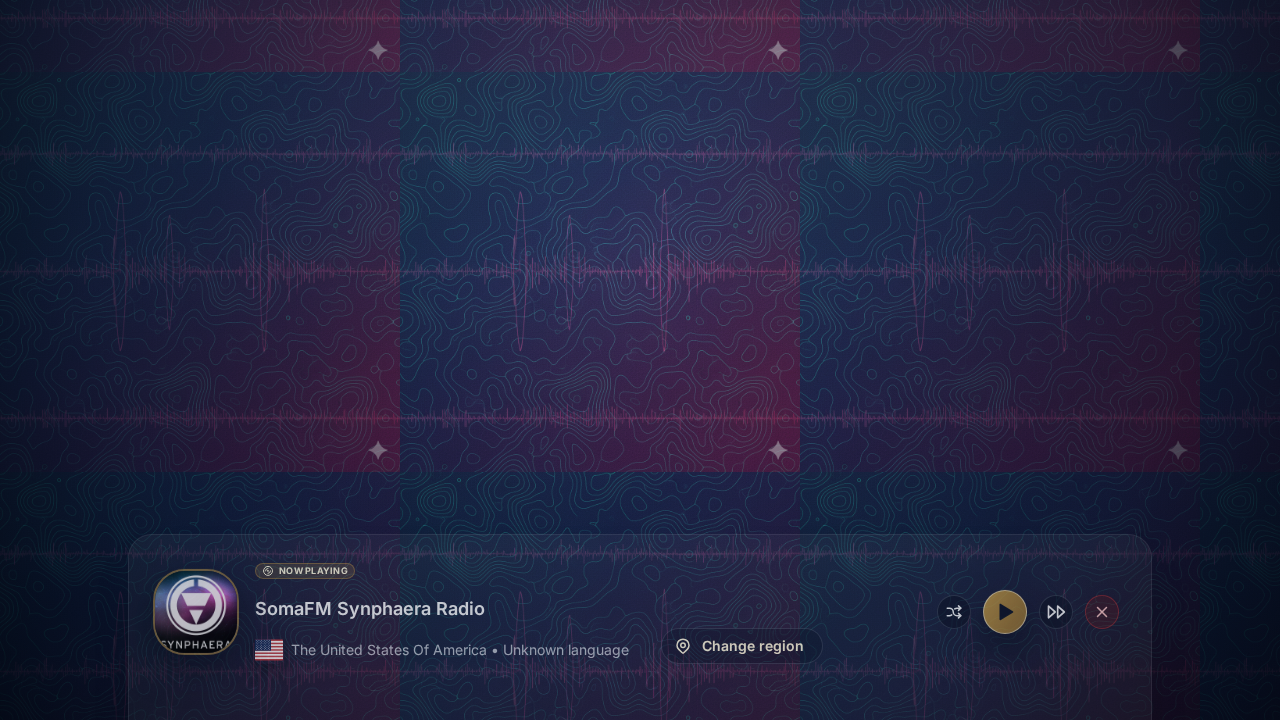 NOW PLAYING
SomaFM Synphaera Radio
SYNPHAERA
The United States Of America • Unknown language
Change region